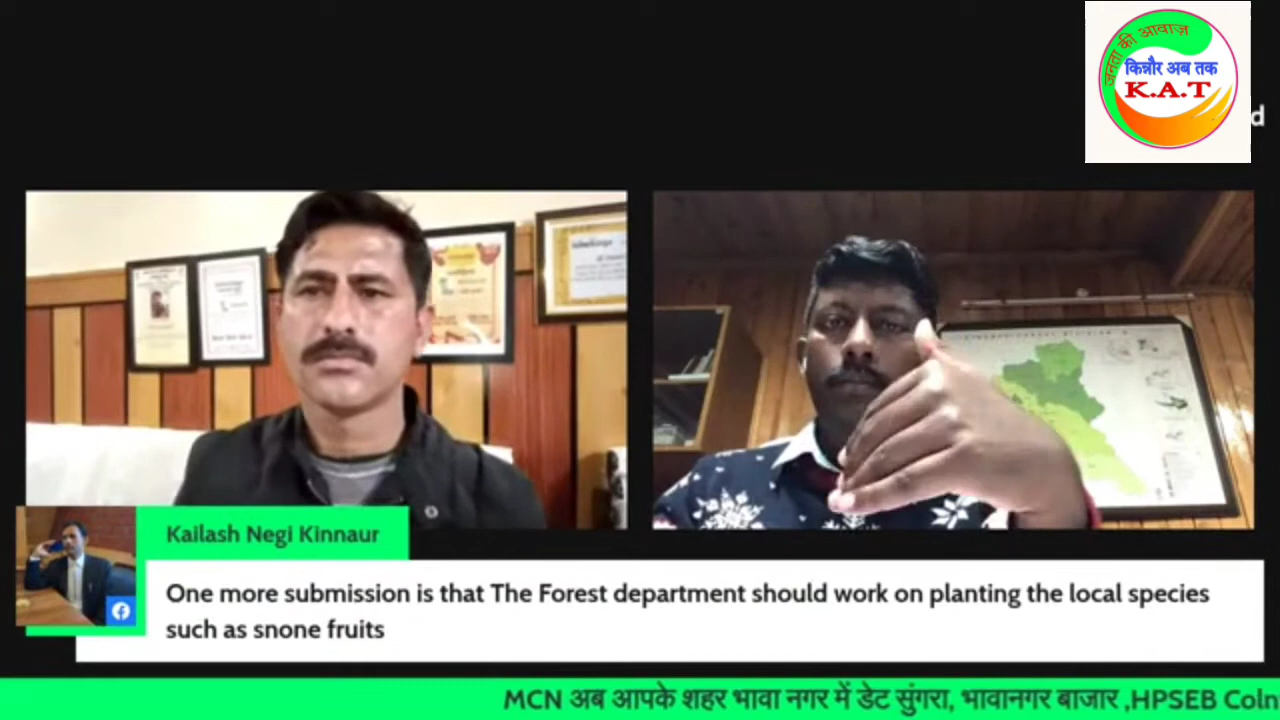 जनता की आवाज़
किन्नौर अब तक
K.A.T
d
Kailash Negi Kinnaur
One more submission is that The Forest department should work on planting the local species
such as snone fruits
MCN अब आपके शहर भावा नगर में डेट सुंगरा, भावानगर बाजार ,HPSEB Coln